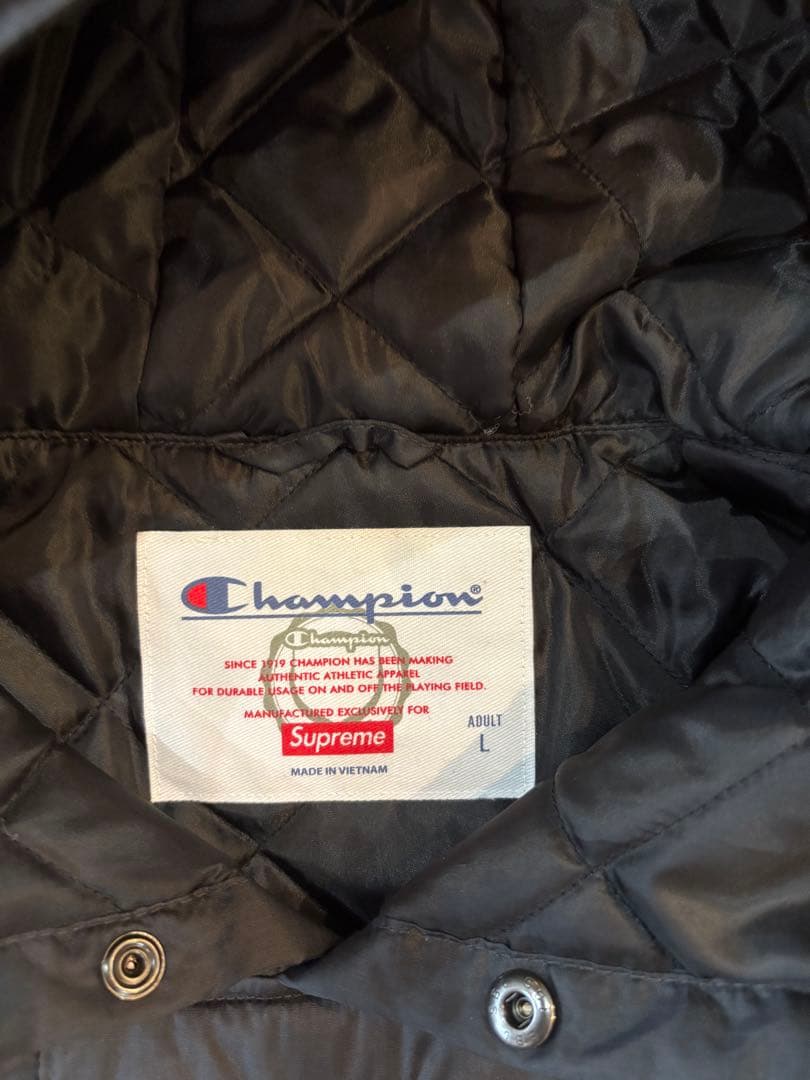 Champion®
Champion
SINCE 1919 CHAMPION HAS BEEN MAKING
AUTHENTIC ATHLETIC APPAREL
FOR DURABLE USAGE ON AND OFF THE PLAYING FIELD.
MANUFACTURED EXCLUSIVELY FOR
Supreme
ADULT
L
MADE IN VIETNAM